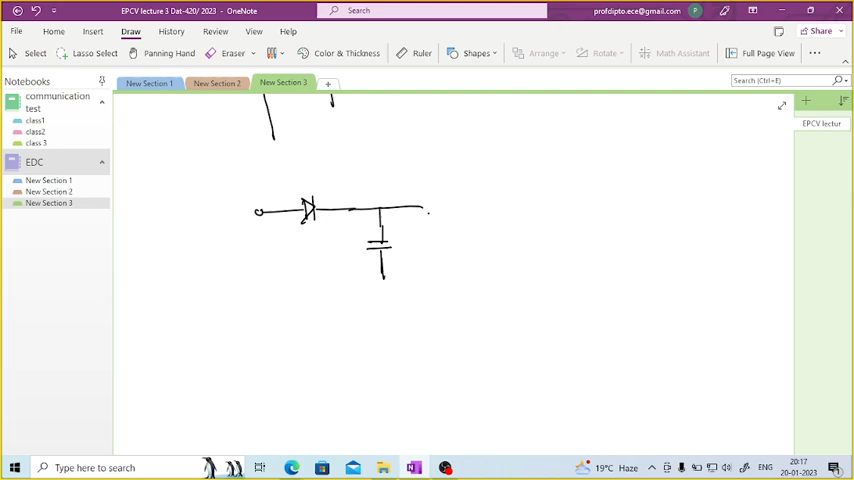 EPCV lecture 3 Dat-420/ 2023 - OneNote
Search
profdipto.ece@gmail.com
P
File
Home
Insert
Draw
History
Review
View
Help
Share
Select
Lasso Select
Panning Hand
Eraser
Color & Thickness
Ruler
Shapes
Arrange
Rotate
Math Assistant
Full Page View
Notebooks
New Section 1
New Section 2
New Section 3
Search (Ctrl+E)
communication
test
class1
class2
class 3
EDC
New Section 1
New Section 2
New Section 3
EPCV lectur
Type here to search
19°C Haze
ENG
20:17
20-01-2023
1